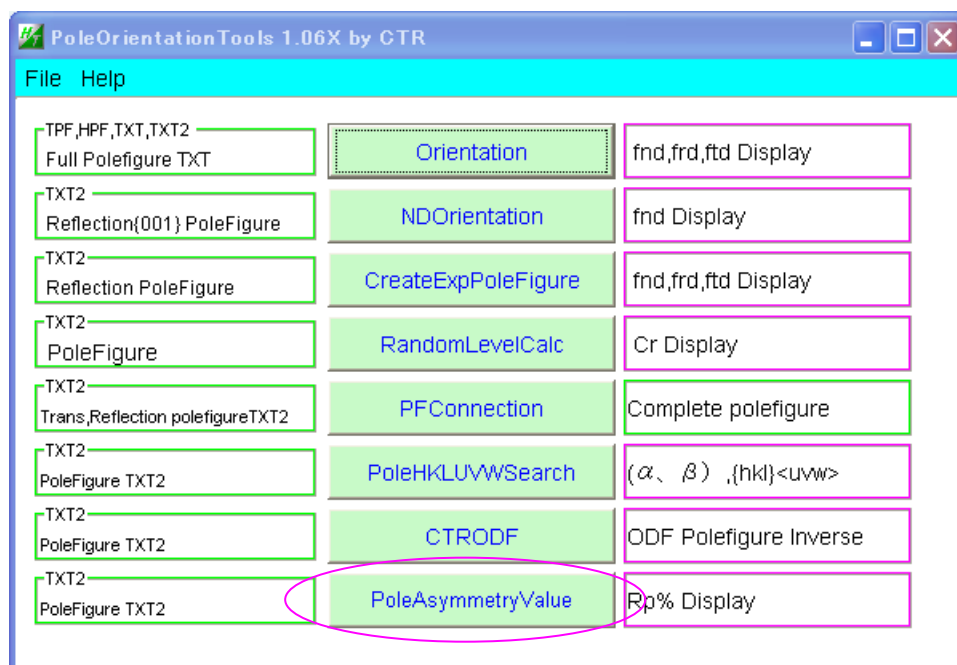 PoleOrientationTools 1.06X by CTR
File Help
TPF,HPF,TXT,TXT2
Full Polefigure TXT
Orientation
fnd,frd,ftd Display
TXT2
Reflection{001} PoleFigure
NDOrientation
fnd Display
TXT2
Reflection PoleFigure
CreateExpPoleFigure
fnd,frd,ftd Display
TXT2
PoleFigure
RandomLevelCalc
Cr Display
TXT2
Trans,Reflection polefigureTXT2
PFConnection
Complete polefigure
TXT2
PoleFigure TXT2
PoleHKLUVWSearch
(α、β),{hkl}<uvw>
TXT2
PoleFigure TXT2
CTRODF
ODF Polefigure Inverse
TXT2
PoleFigure TXT2
PoleAsymmetryValue
Rp% Display